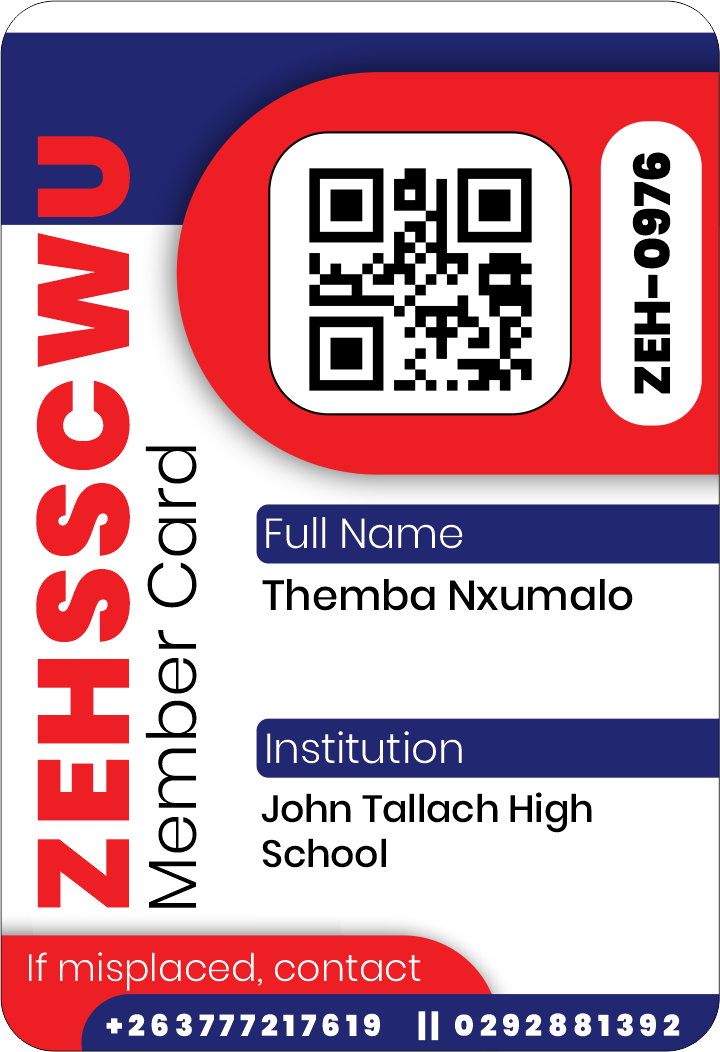 ZEHSSCWU
Member Card
ZEH-0976
Full Name
Themba Nxumalo
Institution
John Tallach High
School
If misplaced, contact
+263777217619 || 0292881392